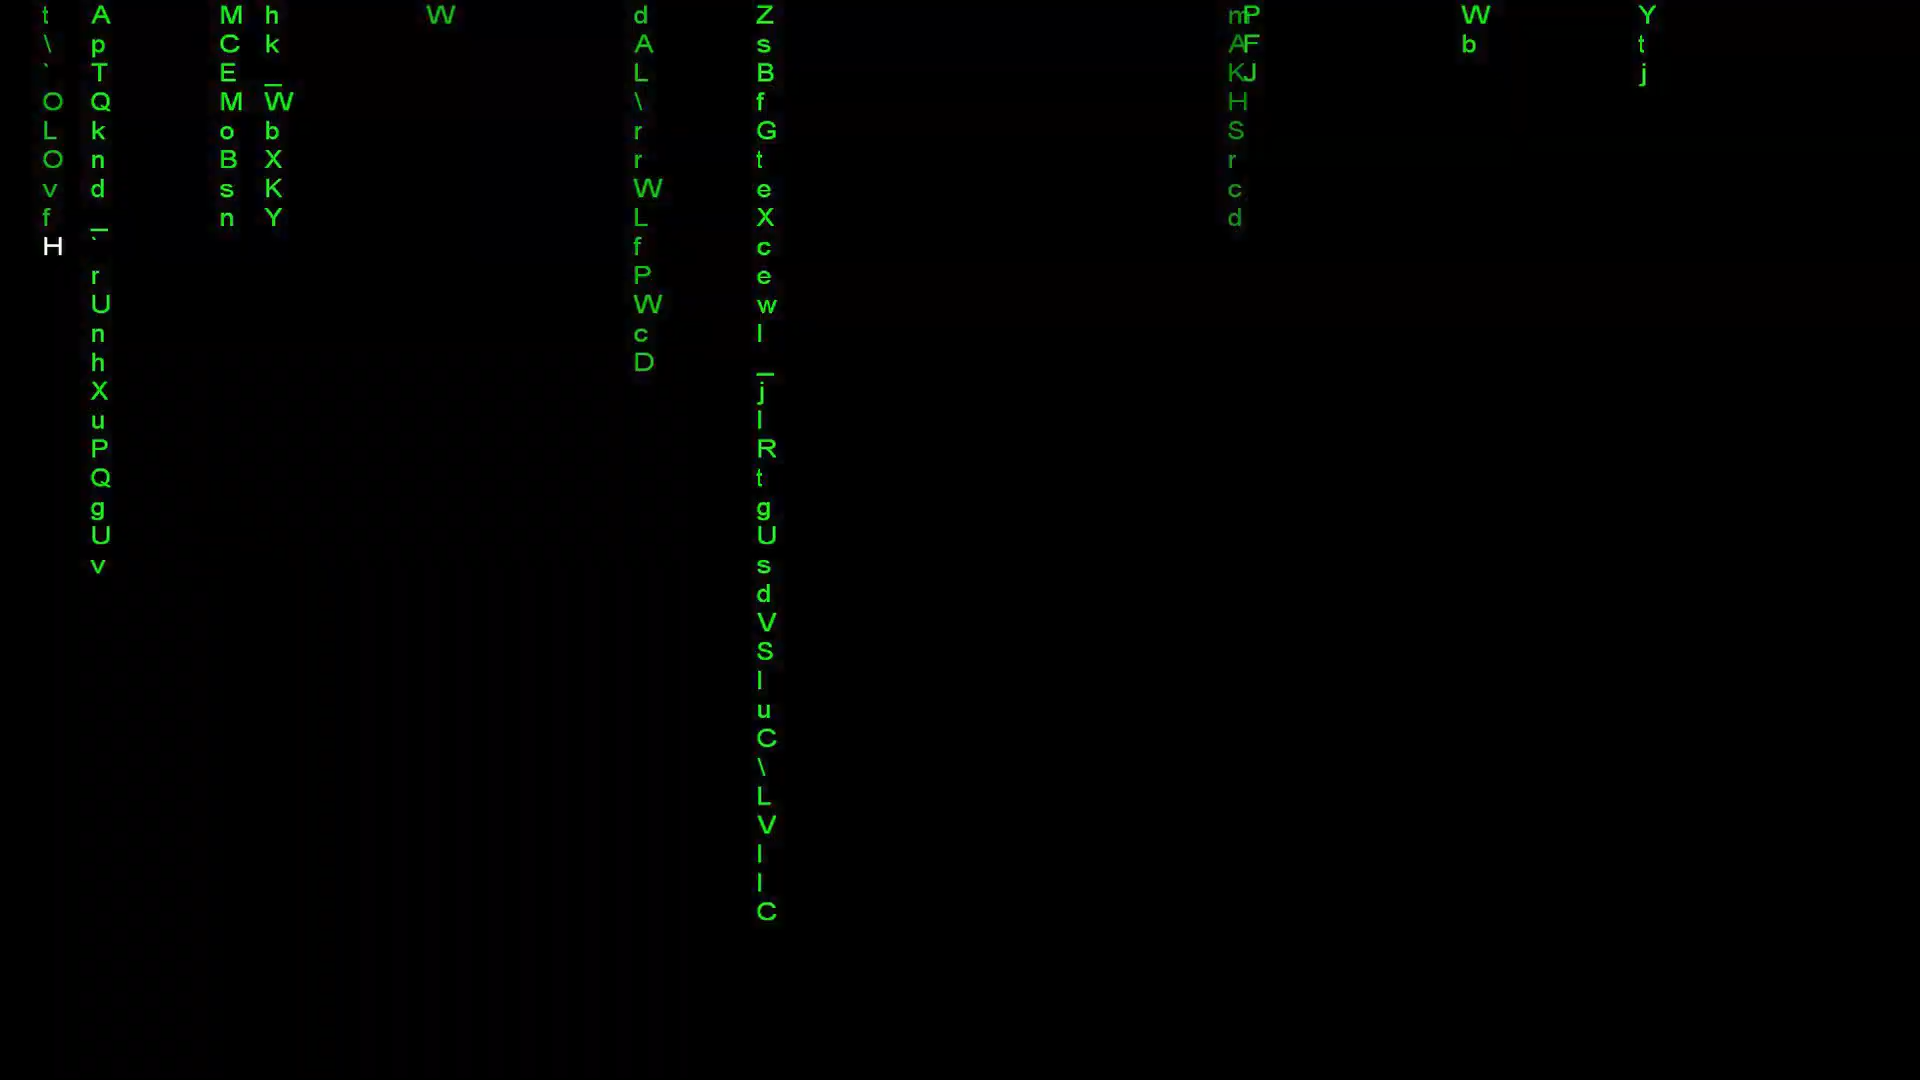 t\`OLOvfH
ApTQknd_`rUnhXuPQgUv
MCEMoBsn
hk_WbXKY
W
dAL\rrWLfPWcD
ZsBfGteXcewl_jlRtgUsdVSluC\LVllC
mAKHSrcd
PFJ
Wb
Ytj